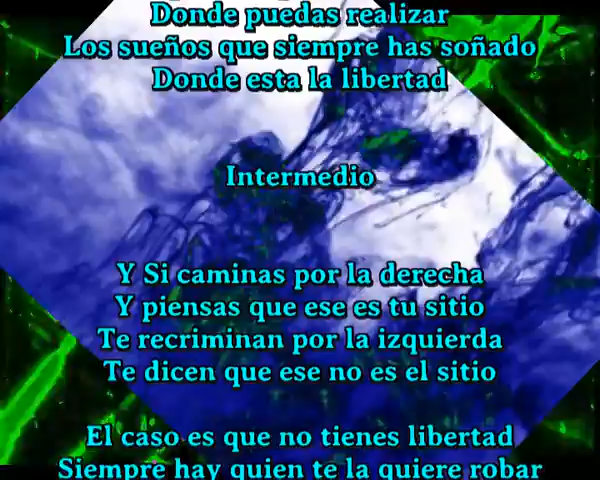 Donde puedas realizar
Los sueños que siempre has soñado
Donde esta la libertad
Intermedio
Y Si caminas por la derecha
Y piensas que ese es tu sitio
Te recriminan por la izquierda
Te dicen que ese no es el sitio
El caso es que no tienes libertad
Siempre hay quien te la quiere robar